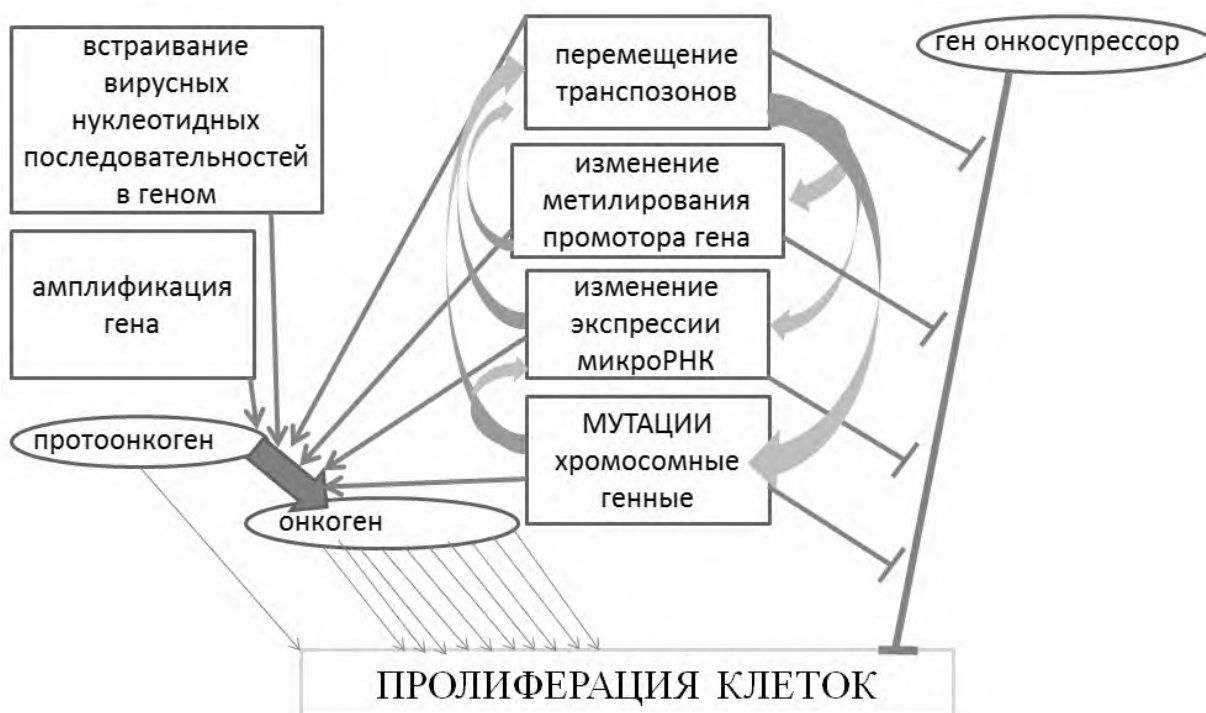 встраивание
вирусных
нуклеотидных
последовательностей
в геном
амплификация
гена
протоонкоген
онкоген
перемещение
транспозонов
изменение
метилирования
промотора гена
изменение
экспрессии
микроРНК
МУТАЦИИ
хромосомные
генные
ген онкосупрессор
ПРОЛИФЕРАЦИЯ КЛЕТОК